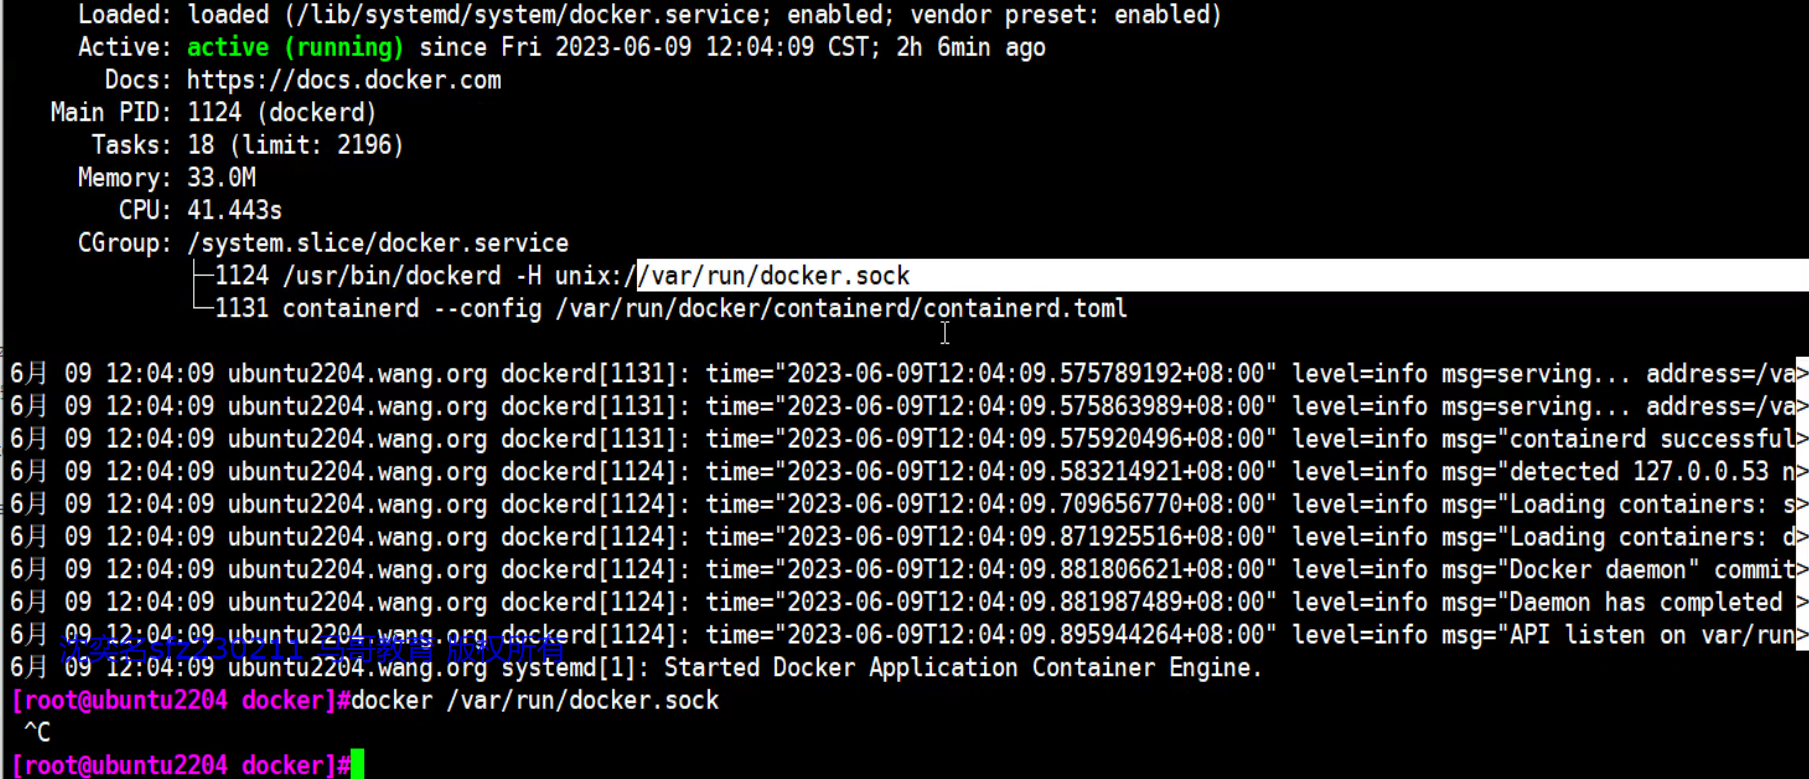 Loaded: loaded (/lib/systemd/system/docker.service; enabled; vendor preset: enabled)
Active: active (running) since Fri 2023-06-09 12:04:09 CST; 2h 6min ago
Docs: https://docs.docker.com
Main PID: 1124 (dockerd)
Tasks: 18 (limit: 2196)
Memory: 33.0M
CPU: 41.443s
CGroup: /system.slice/docker.service
├─1124 /usr/bin/dockerd -H unix://var/run/docker.sock
└─1131 containerd --config /var/run/docker/containerd/containerd.toml
6月 09 12:04:09 ubuntu2204.wang.org dockerd[1131]: time="2023-06-09T12:04:09.575789192+08:00" level=info msg=serving... address=/va>
6月 09 12:04:09 ubuntu2204.wang.org dockerd[1131]: time="2023-06-09T12:04:09.575863989+08:00" level=info msg=serving... address=/va>
6月 09 12:04:09 ubuntu2204.wang.org dockerd[1131]: time="2023-06-09T12:04:09.575920496+08:00" level=info msg="containerd successful>
6月 09 12:04:09 ubuntu2204.wang.org dockerd[1124]: time="2023-06-09T12:04:09.583214921+08:00" level=info msg="detected 127.0.0.53 n>
6月 09 12:04:09 ubuntu2204.wang.org dockerd[1124]: time="2023-06-09T12:04:09.709656770+08:00" level=info msg="Loading containers: s>
6月 09 12:04:09 ubuntu2204.wang.org dockerd[1124]: time="2023-06-09T12:04:09.871925516+08:00" level=info msg="Loading containers: d>
6月 09 12:04:09 ubuntu2204.wang.org dockerd[1124]: time="2023-06-09T12:04:09.881806621+08:00" level=info msg="Docker daemon" commit>
6月 09 12:04:09 ubuntu2204.wang.org dockerd[1124]: time="2023-06-09T12:04:09.881987489+08:00" level=info msg="Daemon has completed >
6月 09 12:04:09 ubuntu2204.wang.org dockerd[1124]: time="2023-06-09T12:04:09.895944264+08:00" level=info msg="API listen on var/run>
沈奕名sfz230211 马哥教育 版权所有
6月 09 12:04:09 ubuntu2204.wang.org systemd[1]: Started Docker Application Container Engine.
[root@ubuntu2204 docker]#docker /var/run/docker.sock
^C
[root@ubuntu2204 docker]#